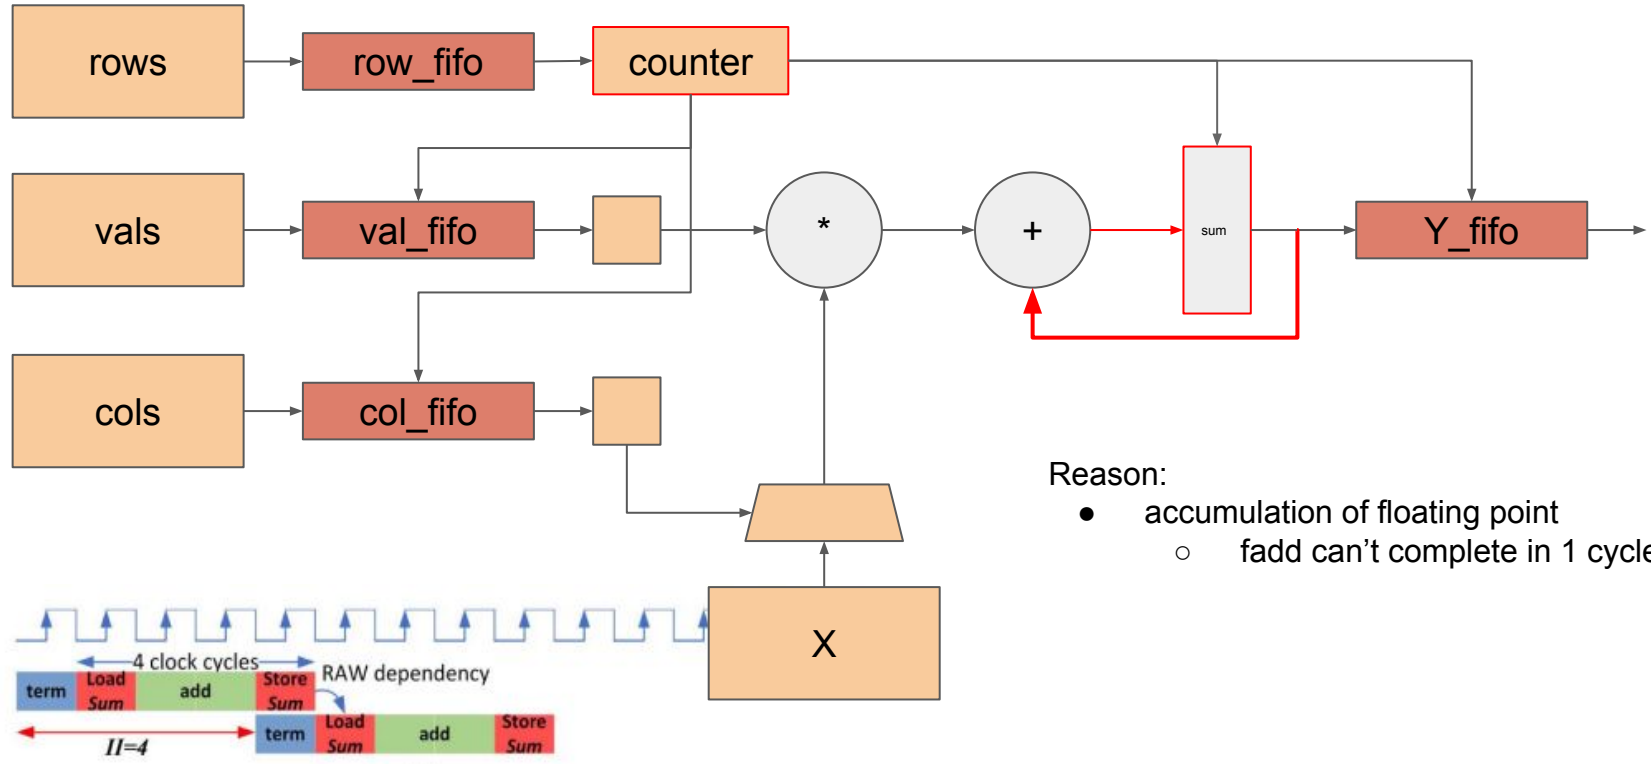 rows
row_fifo
counter
vals
val_fifo
*
+
sum
Y_fifo
cols
col_fifo
Reason:
● accumulation of floating point
○ fadd can't complete in 1 cycle
X
4 clock cycles
RAW dependency
term
Load
Sum
add
Store
Sum
term
Load
Sum
add
Store
Sum
II=4